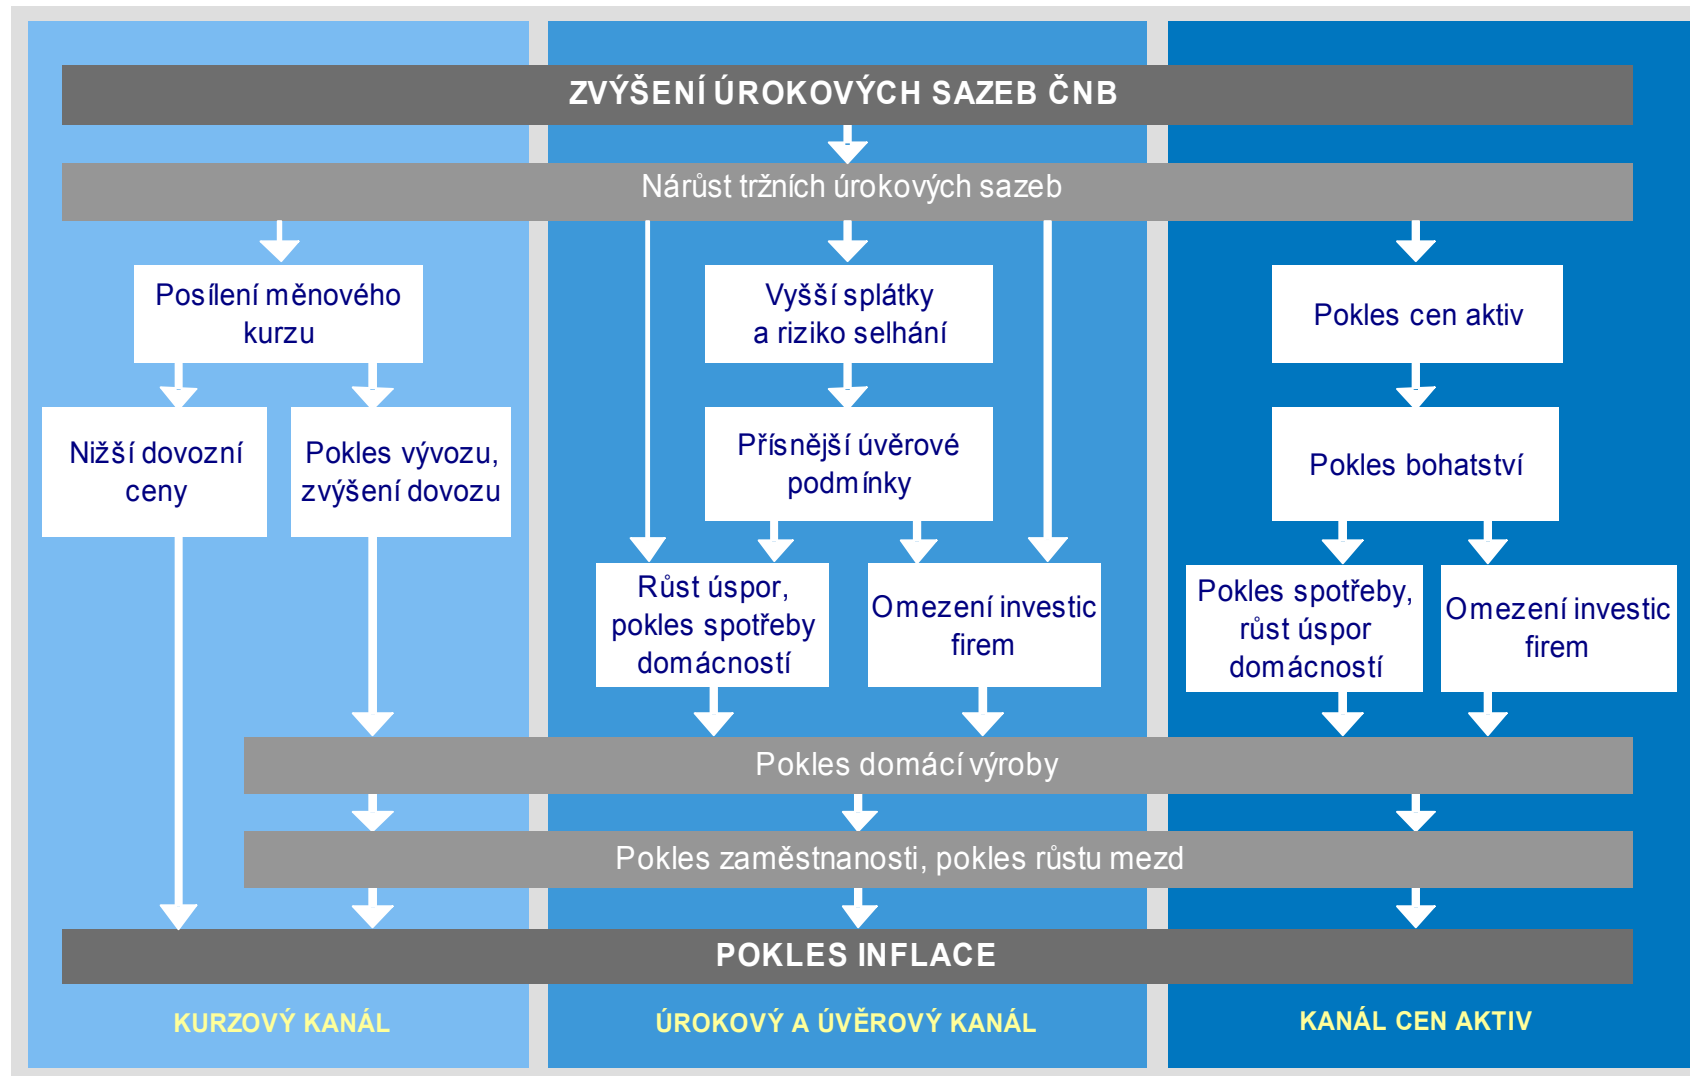 ZVÝŠENÍ ÚROKOVÝCH SAZEB ČNB
Nárůst tržních úrokových sazeb
Posílení měnového
kurzu
Vyšší splátky
a riziko selhání
Pokles cen aktiv
Nižší dovozní
ceny
Pokles vývozu,
zvýšení dovozu
Přísnější úvěrové
podmínky
Pokles bohatství
Růst úspor,
pokles spotřeby
domácností
Omezení investic
firem
Pokles spotřeby,
růst úspor
domácností
Omezení investic
firem
Pokles domácí výroby
Pokles zaměstnanosti, pokles růstu mezd
POKLES INFLACE
KURZOVÝ KANÁL
ÚROKOVÝ A ÚVĚROVÝ KANÁL
KANÁL CEN AKTIV